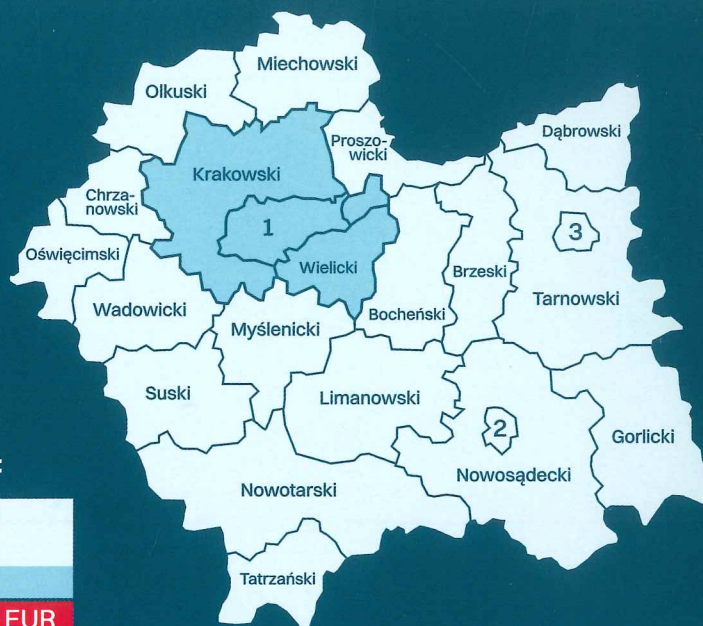 Miechowski
Olkuski
Dąbrowski
Proszo-
wicki
Krakowski
Chrza-
nowski
1
3
Oświęcimski
Wielicki
Brzeski
Tarnowski
Wadowicki
Bocheński
Myślenicki
Suski
Limanowski
2
Gorlicki
Nowosądecki
Nowotarski
Tatrzański
EUR